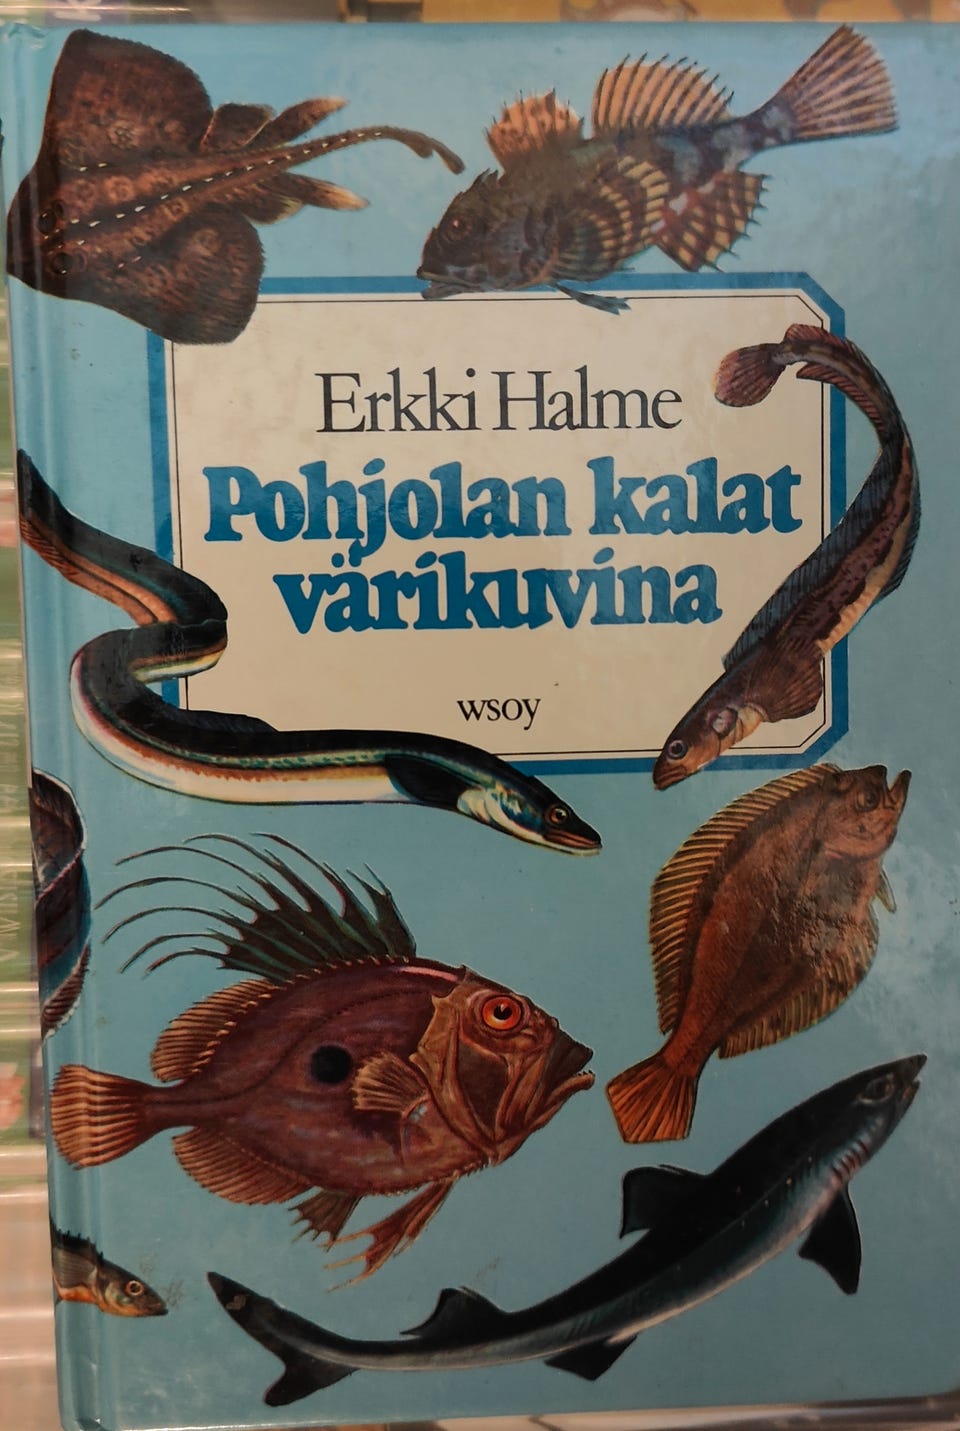 Erkki Halme
Pohjolan kalat
värikuvina
wsoy